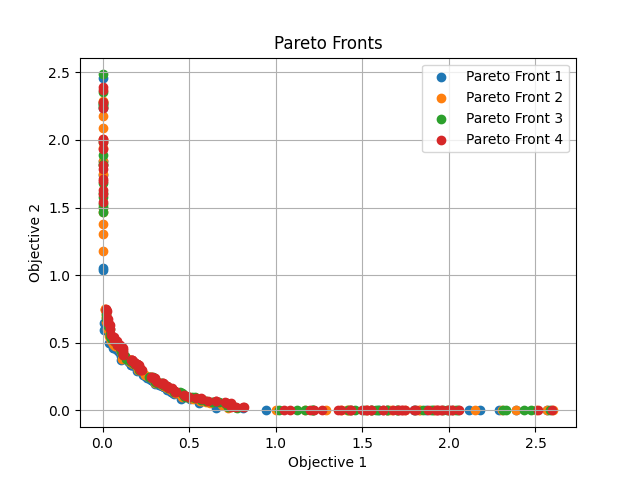 Pareto Fronts
Pareto Front 1
Pareto Front 2
Pareto Front 3
Pareto Front 4
Objective 2
2.5
2.0
1.5
1.0
0.5
0.0
0.0 0.5 1.0 1.5 2.0 2.5
Objective 1